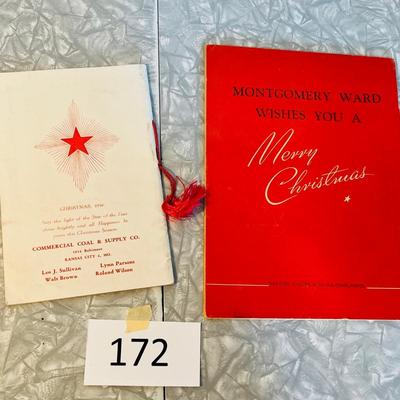 CHRISTMAS, 19
May the light of the Star of the East
shine brightly and all Happiness be
yours this Christmas Season.
COMMERCIAL COAL & SUPPLY CO.
Baltimore
KANSAS CITY 6, MO.
Leo J. Sullivan
Lynn Parsons
Walt Brown
Roland Wilson
MONTGOMERY WARD
WISHES YOU A
Merry
Christmas
172